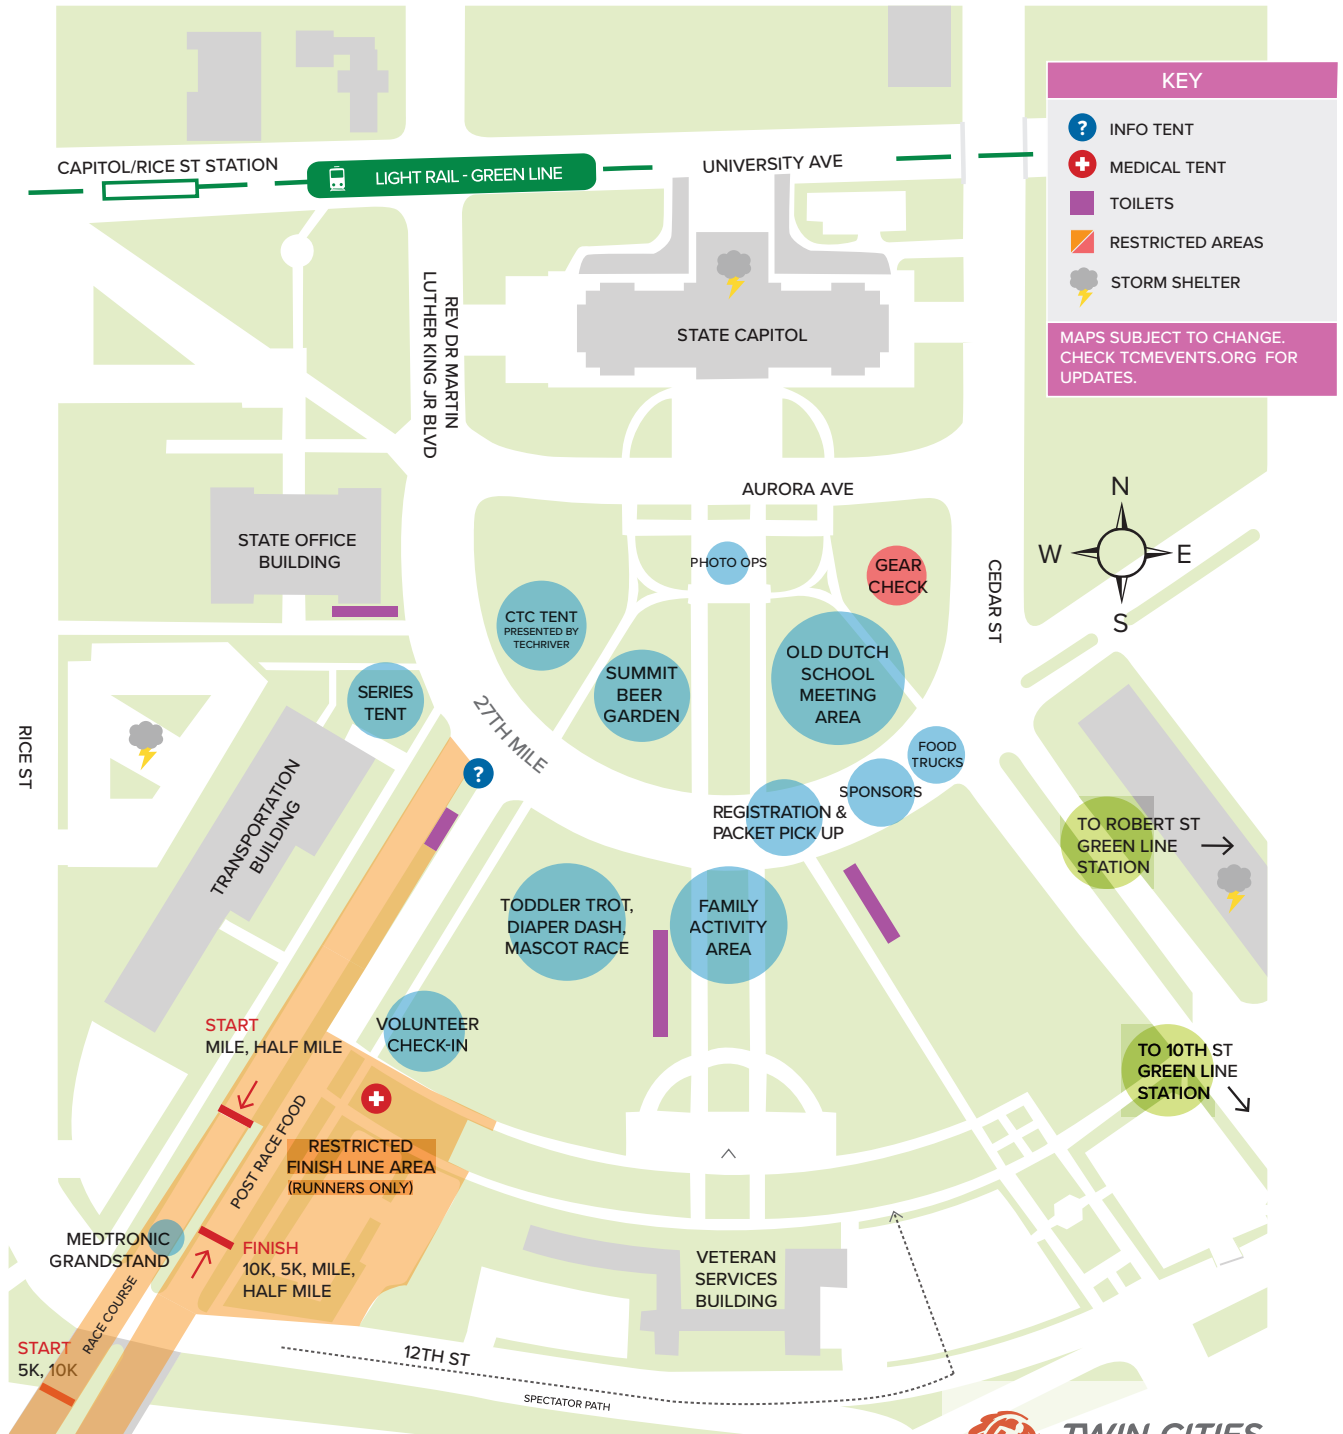 KEY
?
INFO TENT
MEDICAL TENT
TOILETS
RESTRICTED AREAS
STORM SHELTER
MAPS SUBJECT TO CHANGE.
CHECK TCMEVENTS.ORG FOR
UPDATES.
CAPITOL/RICE ST STATION
LIGHT RAIL - GREEN LINE
UNIVERSITY AVE
REV DR MARTIN
LUTHER KING JR BLVD
STATE CAPITOL
AURORA AVE
N
W
E
S
STATE OFFICE
BUILDING
PHOTO OPS
GEAR
CHECK
CEDAR ST
CTC TENT
PRESENTED BY
TECHRIVER
SUMMIT
BEER
GARDEN
OLD DUTCH
SCHOOL
MEETING
AREA
SERIES
TENT
27TH MILE
RICE ST
?
FOOD
TRUCKS
SPONSORS
REGISTRATION &
PACKET PICK UP
TRANSPORTATION
BUILDING
TO ROBERT ST
GREEN LINE
STATION
TODDLER TROT,
DIAPER DASH,
MASCOT RACE
FAMILY
ACTIVITY
AREA
START
MILE, HALF MILE
VOLUNTEER
CHECK-IN
TO 10TH ST
GREEN LINE
STATION
POST RACE FOOD
RESTRICTED
FINISH LINE AREA
(RUNNERS ONLY)
MEDTRONIC
GRANDSTAND
FINISH
10K, 5K, MILE,
HALF MILE
VETERAN
SERVICES
BUILDING
RACE COURSE
START
5K, 10K
12TH ST
SPECTATOR PATH
TWIN CITIES